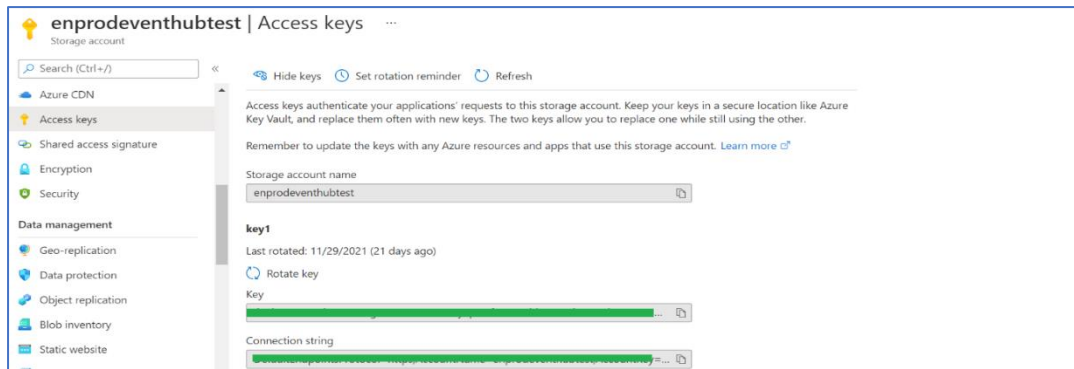 enprodeventhubtest | Access keys ...
Storage account
Search (Ctrl+/)
«
Azure CDN
Access keys
Shared access signature
Encryption
Security
Data management
Geo-replication
Data protection
Object replication
Blob inventory
Static website
Hide keys Set rotation reminder Refresh
Access keys authenticate your applications' requests to this storage account. Keep your keys in a secure location like Azure
Key Vault, and replace them often with new keys. The two keys allow you to replace one while still using the other.
Remember to update the keys with any Azure resources and apps that use this storage account. Learn more
Storage account name
enprodeventhubtest
key1
Last rotated: 11/29/2021 (21 days ago)
Rotate key
Key
...
Connection string
=...